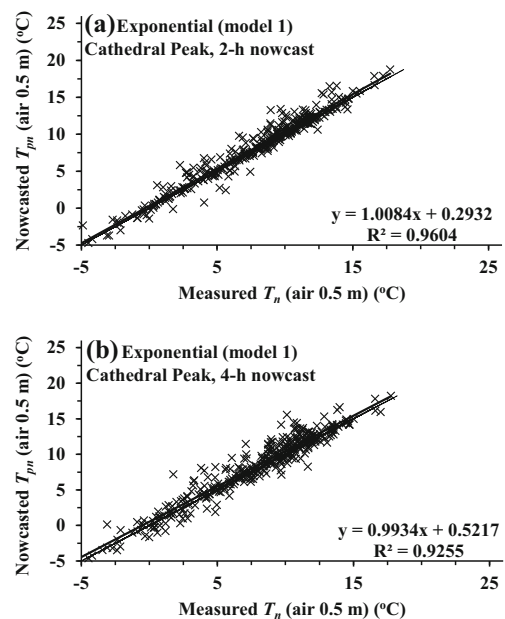 (a) Exponential (model 1)
Cathedral Peak, 2-h nowcast
Nowcasted Tpn (air 0.5 m) (°C)
25
20
15
10
5
0
-5
y = 1.0084x + 0.2932
R² = 0.9604
-5 5 15 25
Measured Tn (air 0.5 m) (°C)
(b) Exponential (model 1)
Cathedral Peak, 4-h nowcast
Nowcasted Tpn (air 0.5 m) (°C)
25
20
15
10
5
0
-5
y = 0.9934x + 0.5217
R² = 0.9255
-5 5 15 25
Measured Tn (air 0.5 m) (°C)